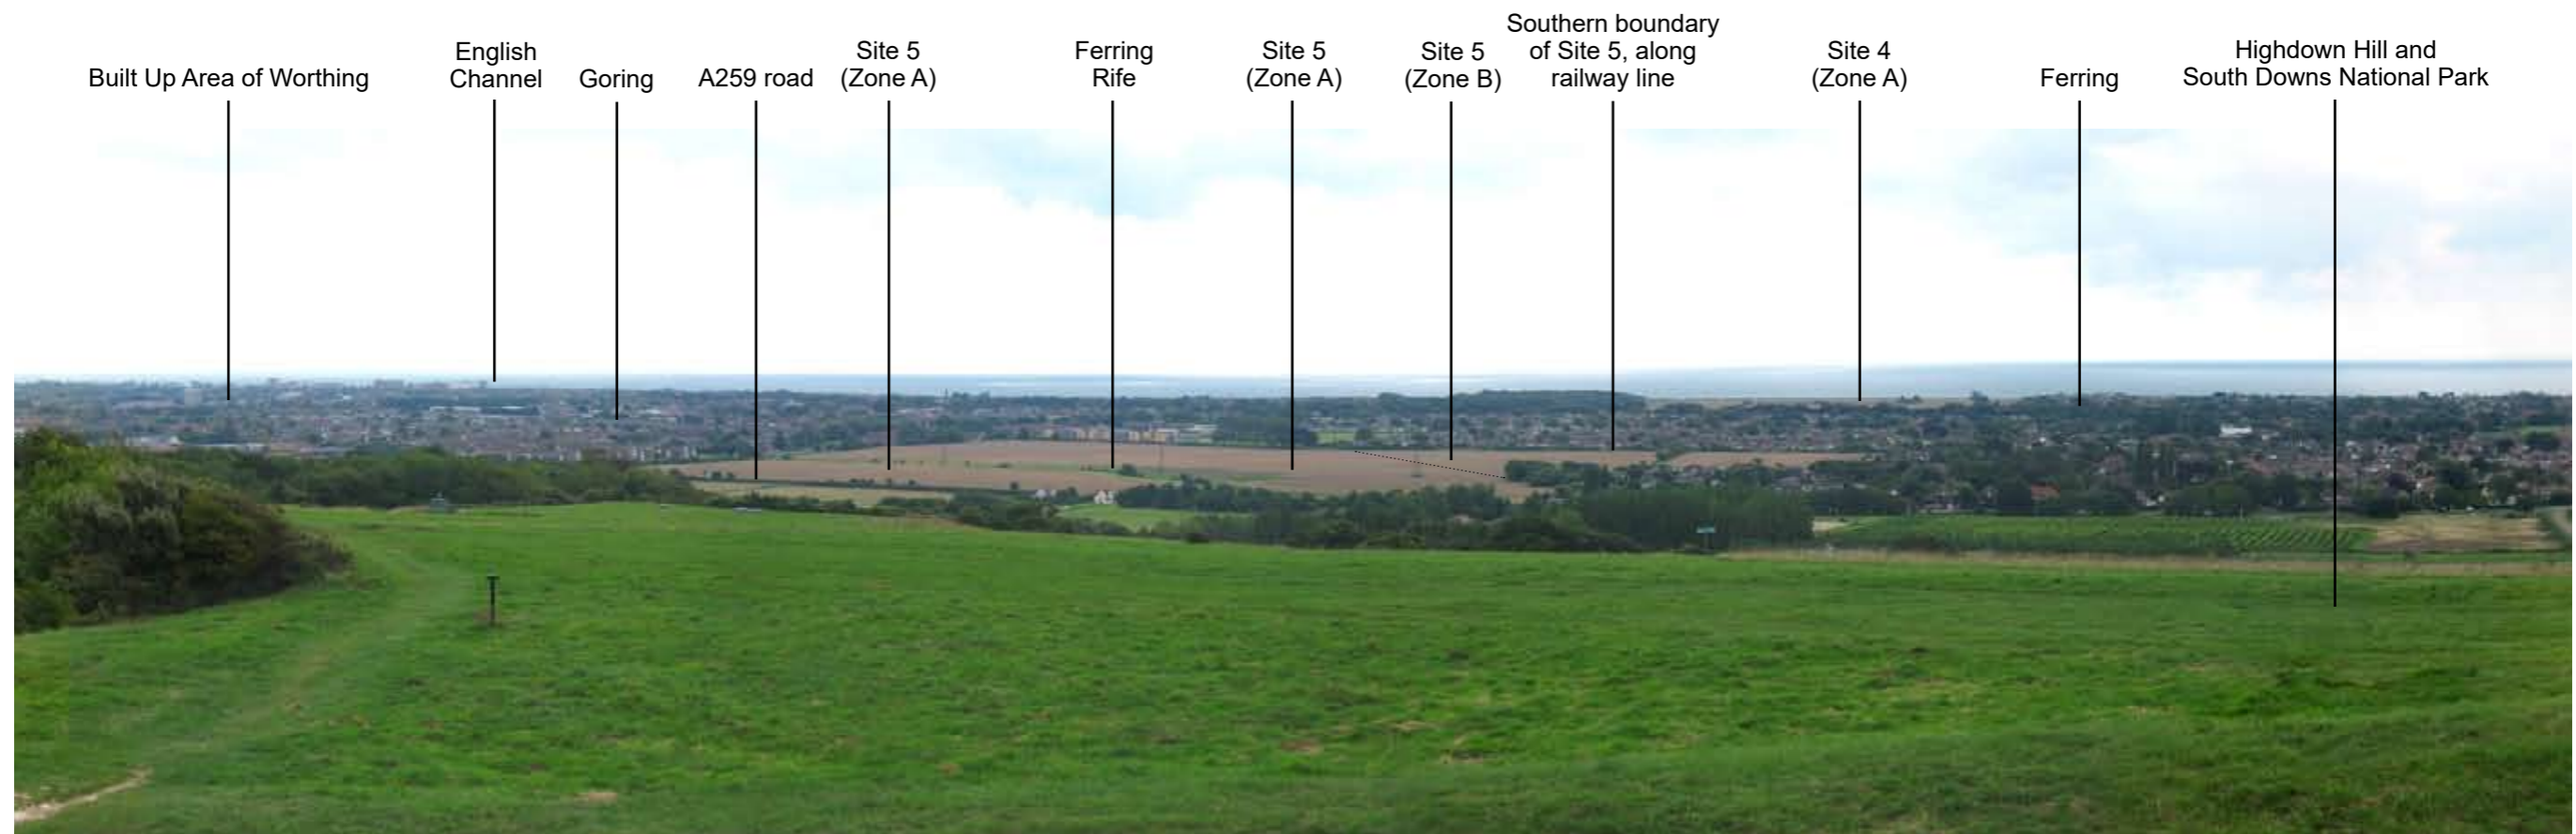 Built Up Area of Worthing
English
Channel
Goring
A259 road
Site 5
(Zone A)
Ferring
Rife
Site 5
(Zone A)
Site 5
(Zone B)
Southern boundary
of Site 5, along
railway line
Site 4
(Zone A)
Ferring
Highdown Hill and
South Downs National Park